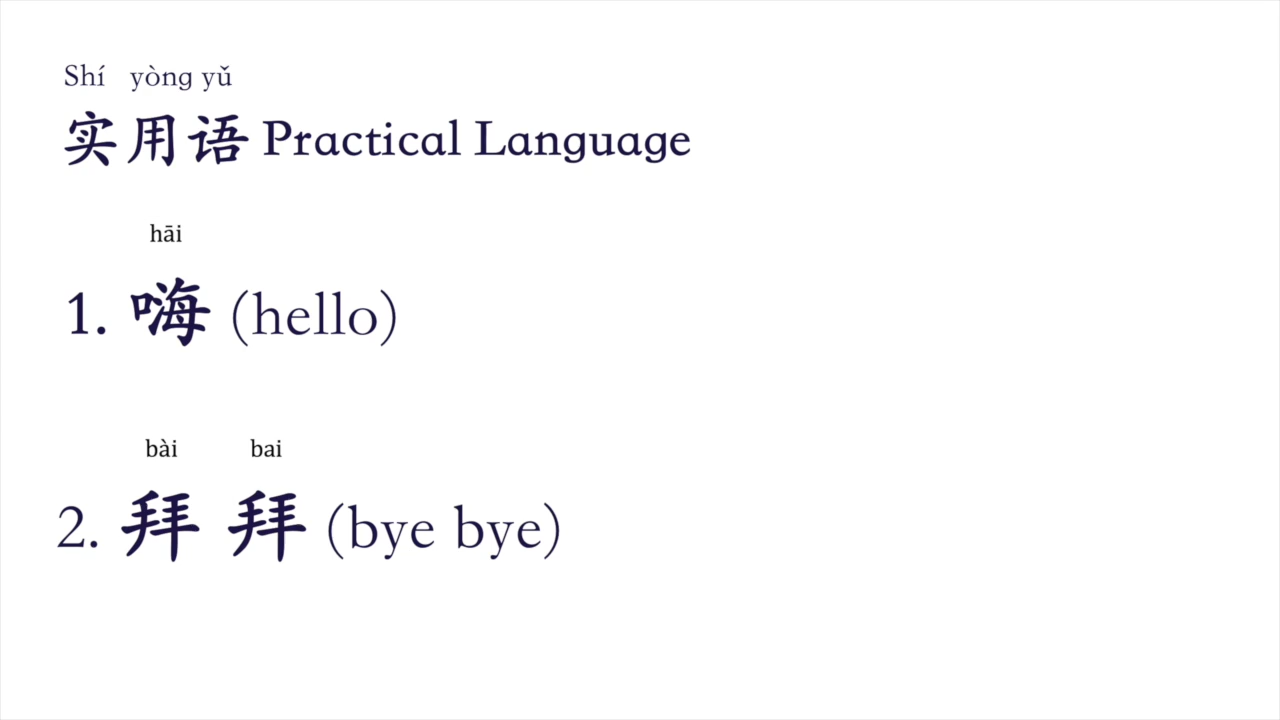 Shí yòng yǔ
实用语 Practical Language
hāi
1. 嗨 (hello)
bài bai
2. 拜 拜 (bye bye)